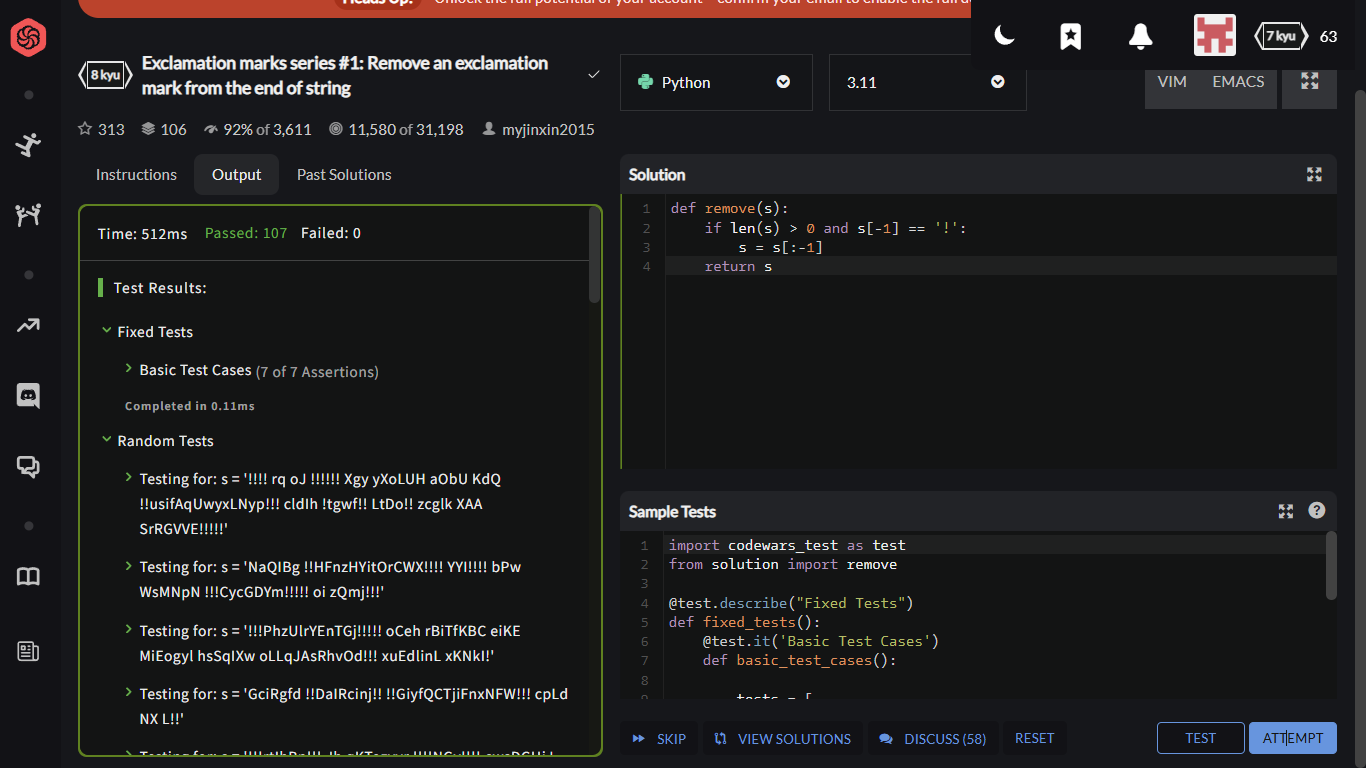 Heads Up!
Unlock the full potential of your account - confirm your email to enable the full
7 kyu 63
8 kyu
Exclamation marks series #1: Remove an exclamation
mark from the end of string
313 106 92% of 3,611 11,580 of 31,198 myjinxin2015
Python
3.11
VIM EMACS
Instructions Output Past Solutions
Time: 512ms Passed: 107 Failed: 0
Test Results:
Fixed Tests
Basic Test Cases (7 of 7 Assertions)
Completed in 0.11ms
Random Tests
Testing for: s = '!!!! rq oJ !!!!!! Xgy yXoLUH aObU KdQ
!!usifAqUwyxLNyp!!! cldIh !tgwf!! LtDo!! zcglk XAA
SrRGVVE!!!!!'
Testing for: s = 'NaQIBg !!HFnzHYitOrCWX!!!! YYI!!!! bPw
WsMNpN !!!CycGDYm!!!!! oi zQmj!!!'
Testing for: s = '!!!PhzUlrYEnTGj!!!!! oCeh rBiTfKBC eiKE
MiEogyl hsSqIXw oLLqJAsRhvOd!!! xuEdlinL xKNkI!'
Testing for: s = 'GciRgfd !!DaIRcinj!! !!GiyfQCTjiFnxNFW!!! cpLd
NX L!!'
Solution
1 def remove(s):
2 if len(s) > 0 and s[-1] == '!':
3 s = s[:-1]
4 return s
Sample Tests
1 import codewars_test as test
2 from solution import remove
3
4 @test.describe("Fixed Tests")
5 def fixed_tests():
6 @test.it('Basic Test Cases')
7 def basic_test_cases():
8
9 tests = [
SKIP VIEW SOLUTIONS DISCUSS (58) RESET TEST ATTEMPT